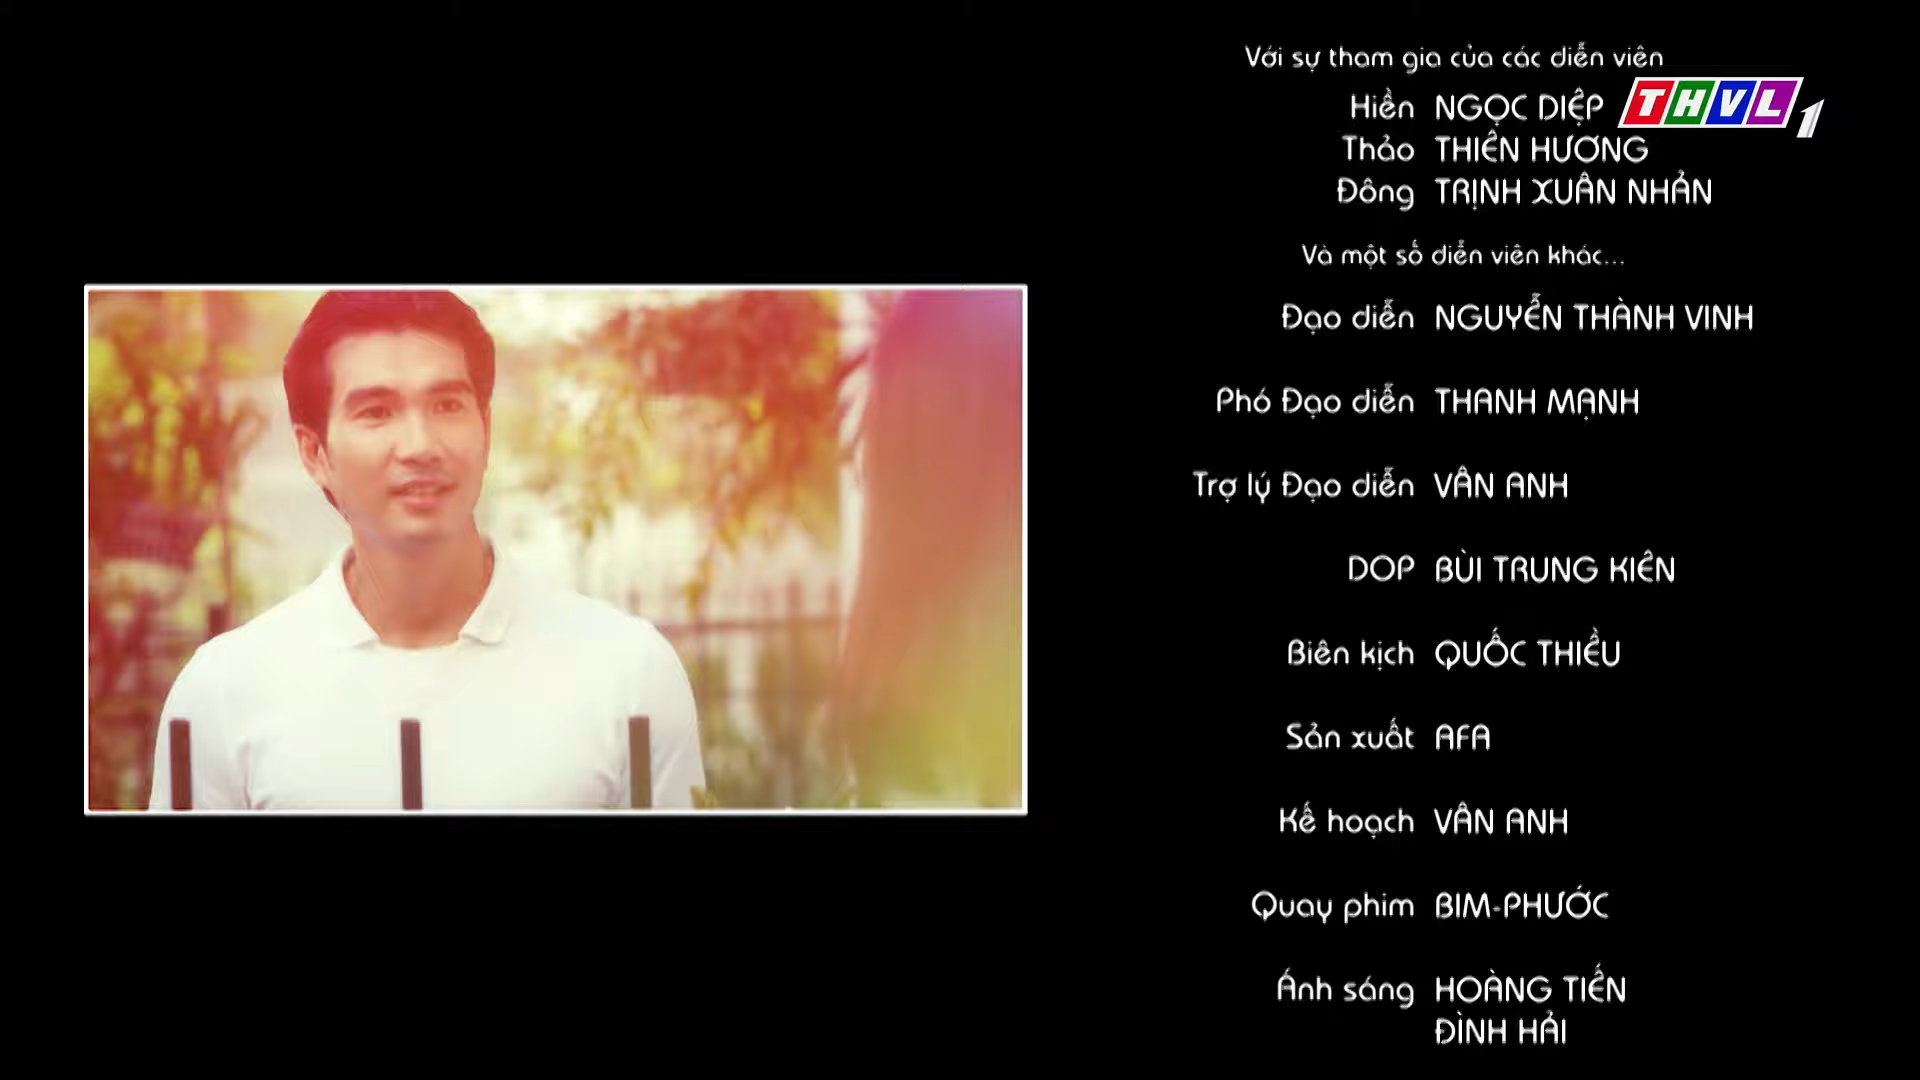 Với sự tham gia của các diễn viên
Hiền NGỌC DIỆP
Thảo THIÊN HƯƠNG
Đông TRỊNH XUÂN NHẢN
Và một số diễn viên khác...
Đạo diễn NGUYỄN THÀNH VINH
Phó Đạo diễn THANH MẠNH
Trợ lý Đạo diễn VÂN ANH
DOP BÙI TRUNG KIÊN
Biên kịch QUỐC THIỀU
Sản xuất AFA
Kế hoạch VÂN ANH
Quay phim BIM-PHƯỚC
Ánh sáng HOÀNG TIẾN
ĐÌNH HẢI
THVL 1